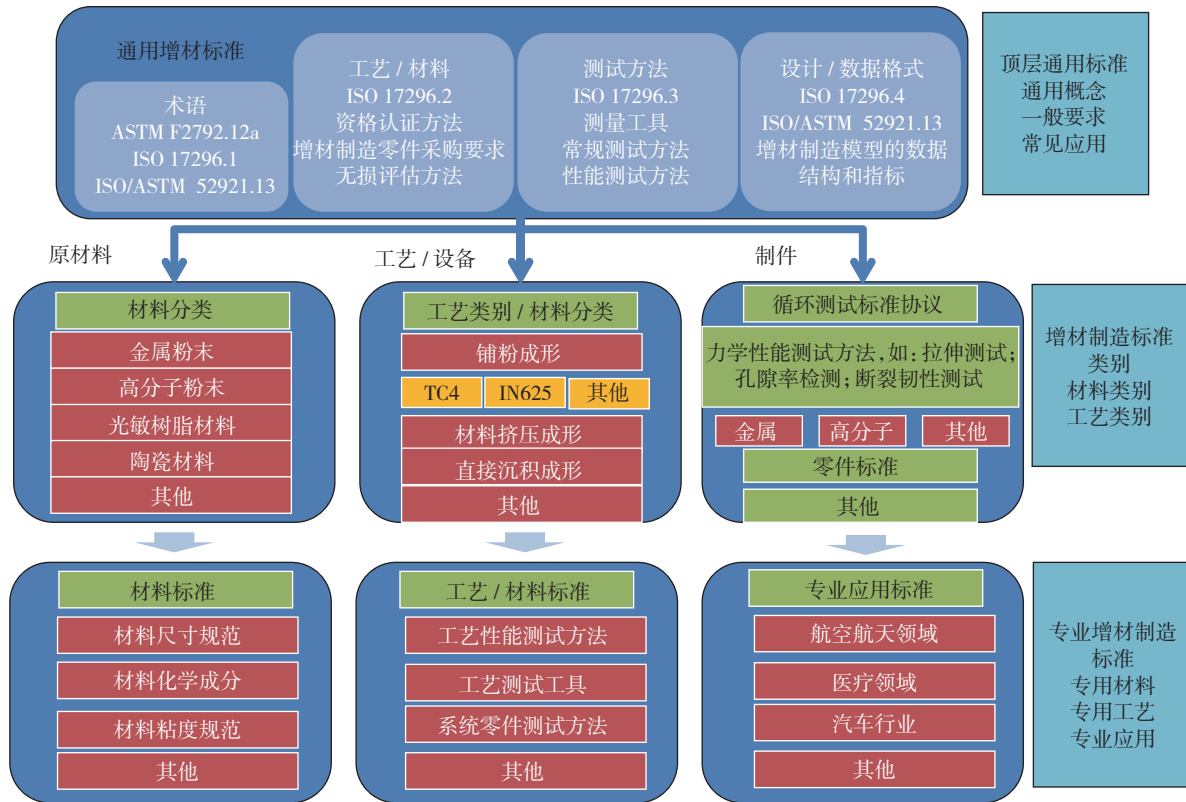 通用增材标准
术语
ASTM F2792.12a
ISO 17296.1
ISO/ASTM 52921.13
工艺 / 材料
ISO 17296.2
资格认证方法
增材制造零件采购要求
无损评估方法
测试方法
ISO 17296.3
测量工具
常规测试方法
性能测试方法
设计 / 数据格式
ISO 17296.4
ISO/ASTM 52921.13
增材制造模型的数据
结构和指标
顶层通用标准
通用概念
一般要求
常见应用
原材料
工艺 / 设备
制件
材料分类
金属粉末
高分子粉末
光敏树脂材料
陶瓷材料
其他
工艺类别 / 材料分类
铺粉成形
TC4
IN625
其他
材料挤压成形
直接沉积成形
其他
循环测试标准协议
力学性能测试方法,如:拉伸测试;
孔隙率检测;断裂韧性测试
金属
高分子
其他
零件标准
其他
增材制造标准
类别
材料类别
工艺类别
材料标准
材料尺寸规范
材料化学成分
材料粘度规范
其他
工艺 / 材料标准
工艺性能测试方法
工艺测试工具
系统零件测试方法
其他
专业应用标准
航空航天领域
医疗领域
汽车行业
其他
专业增材制造
标准
专用材料
专用工艺
专业应用